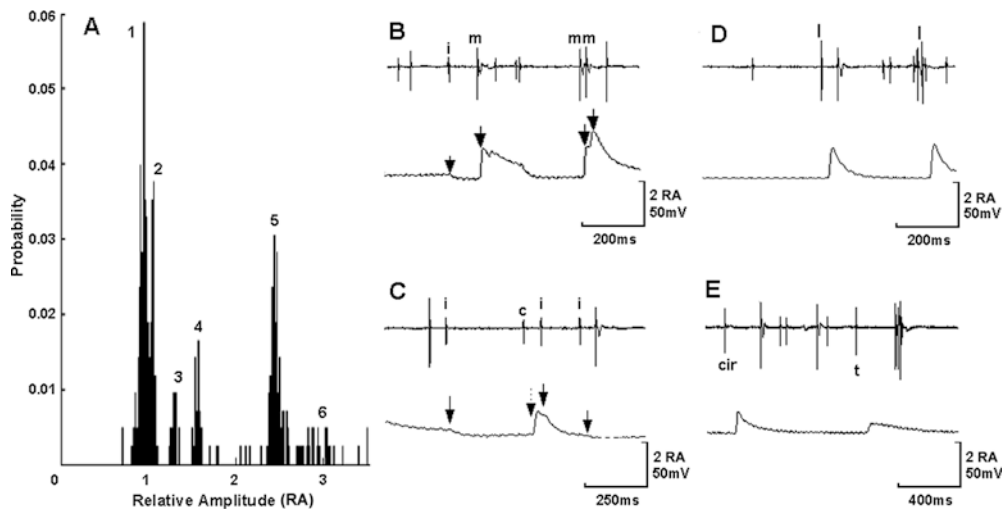 A
0.06
0.05
0.04
0.03
0.02
0.01
Probability
1
2
3
4
5
6
0
1
2
3
Relative Amplitude (RA)
B
i
m
m m
2 RA
50mV
200ms
C
i
c
i
i
2 RA
50mV
250ms
D
l
l
2 RA
50mV
200ms
E
cir
t
2 RA
50mV
400ms